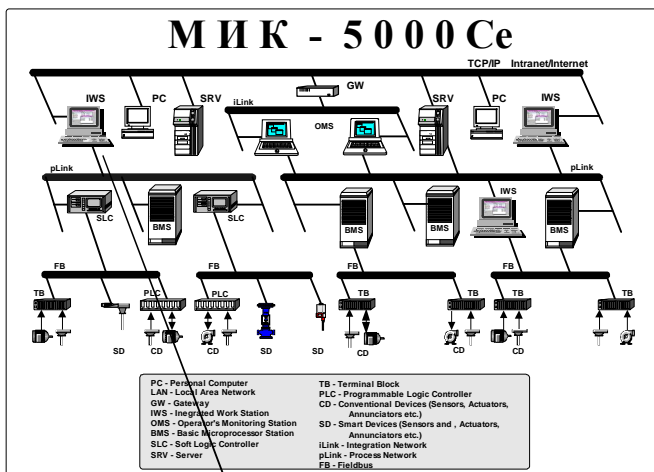 МИК - 5000Се
TCP/IP Intranet/Internet
IWS PC SRV GW SRV PC IWS
iLink
OMS
pLink pLink
SLC BMS SLC BMS BMS IWS BMS
FB FB FB FB
TB PLC PLC TB TB TB TB
SD CD CD SD SD CD CD CD
PC - Personal Computer
LAN - Local Area Network
GW - Gateway
IWS - Inegrated Work Station
OMS - Operator's Monitoring Station
BMS - Basic Microprocessor Station
SLC - Soft Logic Controller
SRV - Server
TB - Terminal Block
PLC - Programmable Logic Controller
CD - Conventional Devices (Sensors, Actuators,
Annunciators etc.)
SD - Smart Devices (Sensors and , Actuators,
Annunciators etc.)
iLink - Integration Network
pLink - Process Network
FB - Fieldbus